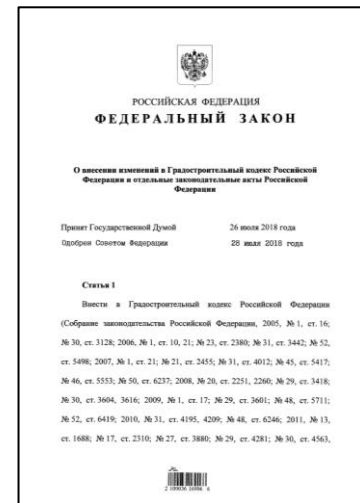 РОССИЙСКАЯ ФЕДЕРАЦИЯ
ФЕДЕРАЛЬНЫЙ ЗАКОН
О внесении изменений в Градостроительный кодекс Российской
Федерации и отдельные законодательные акты Российской
Федерации
Принят Государственной Думой 26 июля 2018 года
Одобрен Советом Федерации 28 июля 2018 года
Статья 1
Внести в Градостроительный кодекс Российской Федерации
(Собрание законодательства Российской Федерации, 2005, № 1, ст. 16;
№ 30, ст. 3128; 2006, № 1, ст. 10, 21; № 23, ст. 2380; № 31, ст. 3442; № 52,
ст. 5498; 2007, № 1, ст. 21; № 21, ст. 2455; № 31, ст. 4012; № 45, ст. 5417;
№ 46, ст. 5553; № 50, ст. 6237; 2008, № 20, ст. 2251, 2260; № 29, ст. 3418;
№ 30, ст. 3604, 3616; 2009, № 1, ст. 17; № 29, ст. 3601; № 48, ст. 5711;
№ 52, ст. 6419; 2010, № 31, ст. 4195, 4209; № 48, ст. 6246; 2011, № 13,
ст. 1688; № 17, ст. 2310; № 27, ст. 3880; № 29, ст. 4281; № 30, ст. 4563,